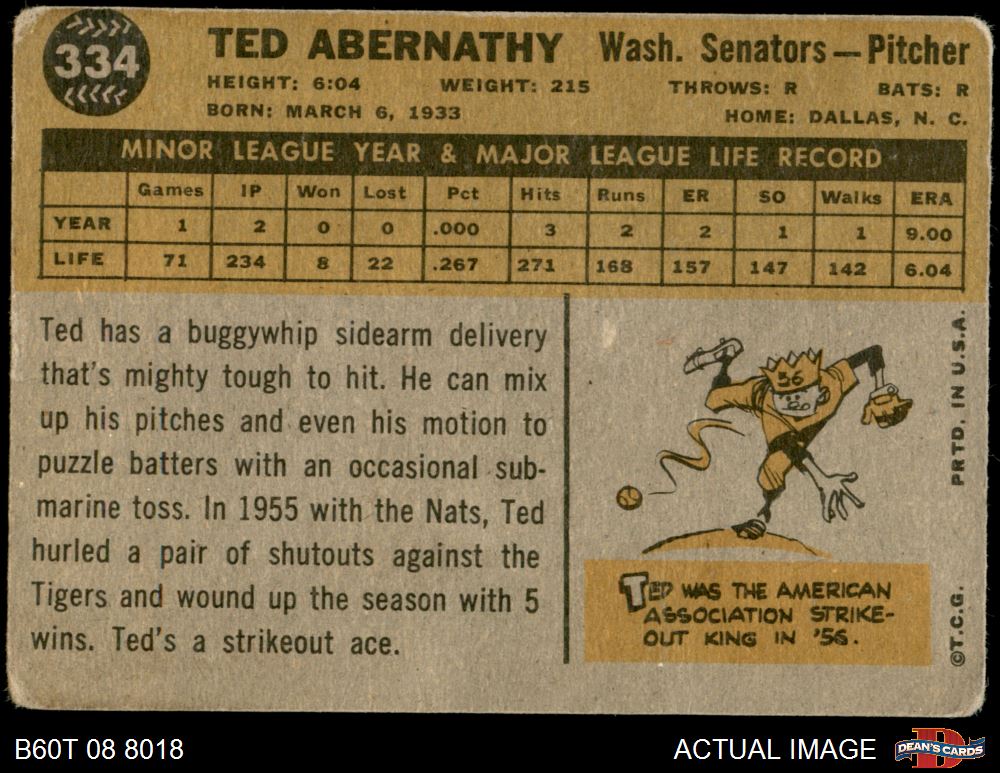 334
TED ABERNATHY Wash. Senators—Pitcher
HEIGHT: 6:04 WEIGHT: 215 THROWS: R BATS: R
BORN: MARCH 6, 1933 HOME: DALLAS, N. C.
MINOR LEAGUE YEAR & MAJOR LEAGUE LIFE RECORD
Games IP Won Lost Pct Hits Runs ER SO Walks ERA
YEAR 1 2 0 0 .000 3 2 2 1 1 9.00
LIFE 71 234 8 22 .267 271 168 157 147 142 6.04
Ted has a buggywhip sidearm delivery
that's mighty tough to hit. He can mix
up his pitches and even his motion to
puzzle batters with an occasional sub-
marine toss. In 1955 with the Nats, Ted
hurled a pair of shutouts against the
Tigers and wound up the season with 5
wins. Ted's a strikeout ace.
56
TED WAS THE AMERICAN
ASSOCIATION STRIKE-
OUT KING IN '56.
©T.C.G. PRTD. IN U.S.A.
B60T 08 8018 ACTUAL IMAGE
DEAN'S CARDS